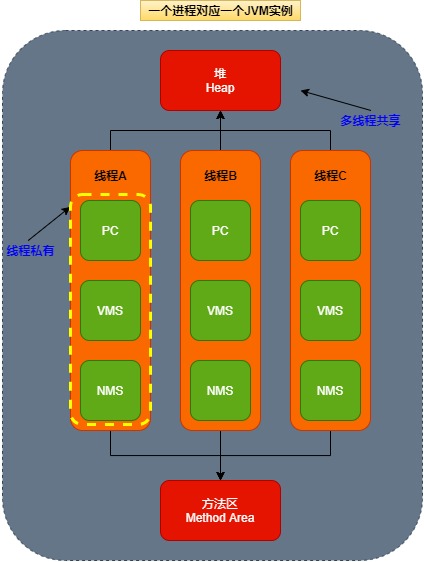 一个进程对应一个JVM实例
堆
Heap
多线程共享
线程A
线程B
线程C
线程私有
PC
PC
PC
VMS
VMS
VMS
NMS
NMS
NMS
方法区
Method Area